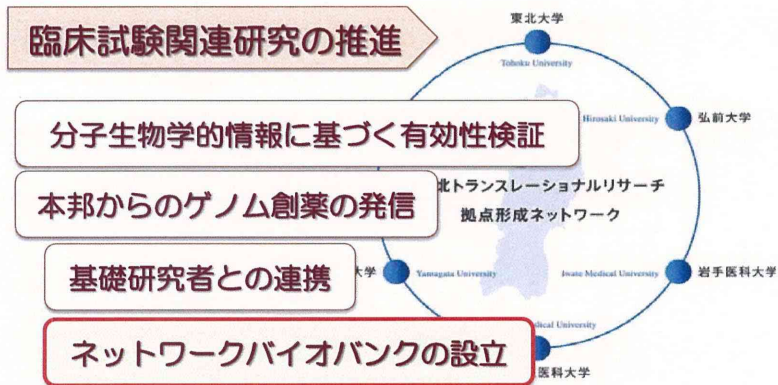 臨床試験関連研究の推進
東北大学
Tohoku University
分子生物学的情報に基づく有効性検証
Hirosaki University
弘前大学
本邦からのゲノム創薬の発信
北トランスレーショナルリサーチ
拠点形成ネットワーク
基礎研究者との連携
大学
Yamagata University
Iwate Medical University
岩手医科大学
ネットワークバイオバンクの設立
dical University
医科大学